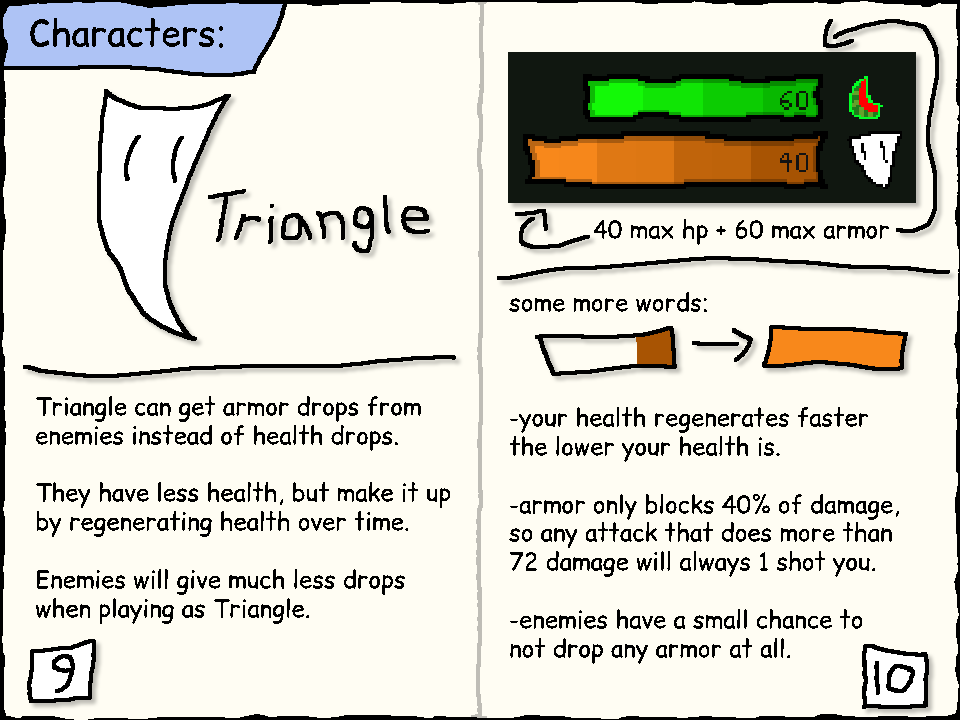 Characters:
Triangle
Triangle can get armor drops from
enemies instead of health drops.
They have less health, but make it up
by regenerating health over time.
Enemies will give much less drops
when playing as Triangle.
9
60
40
40 max hp + 60 max armor
some more words:
-your health regenerates faster
the lower your health is.
-armor only blocks 40% of damage,
so any attack that does more than
72 damage will always 1 shot you.
-enemies have a small chance to
not drop any armor at all.
10